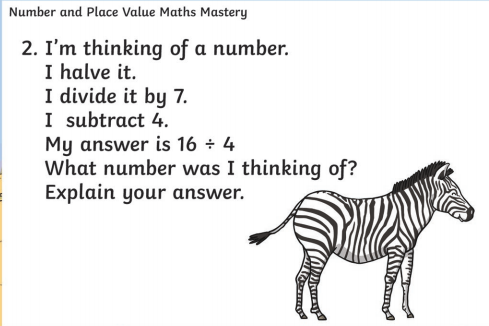 Number and Place Value Maths Mastery
2. I'm thinking of a number.
I halve it.
I divide it by 7.
I subtract 4.
My answer is 16 ÷ 4
What number was I thinking of?
Explain your answer.